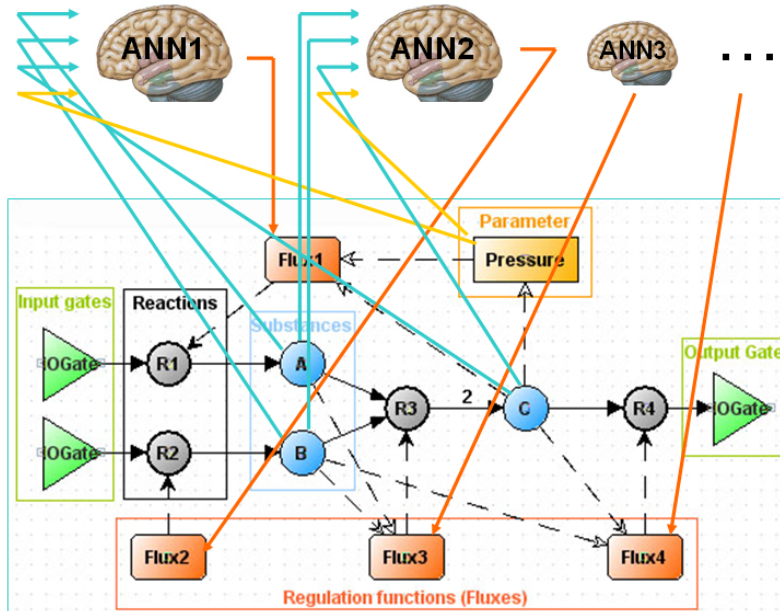 ANN1
ANN2
ANN3
...
Parameter
Flux1
Pressure
Input gates
Reactions
Substances
Output Gate
IOGate
R1
A
R3
2
C
R4
IOGate
IOGate
R2
B
Flux2
Flux3
Flux4
Regulation functions (Fluxes)